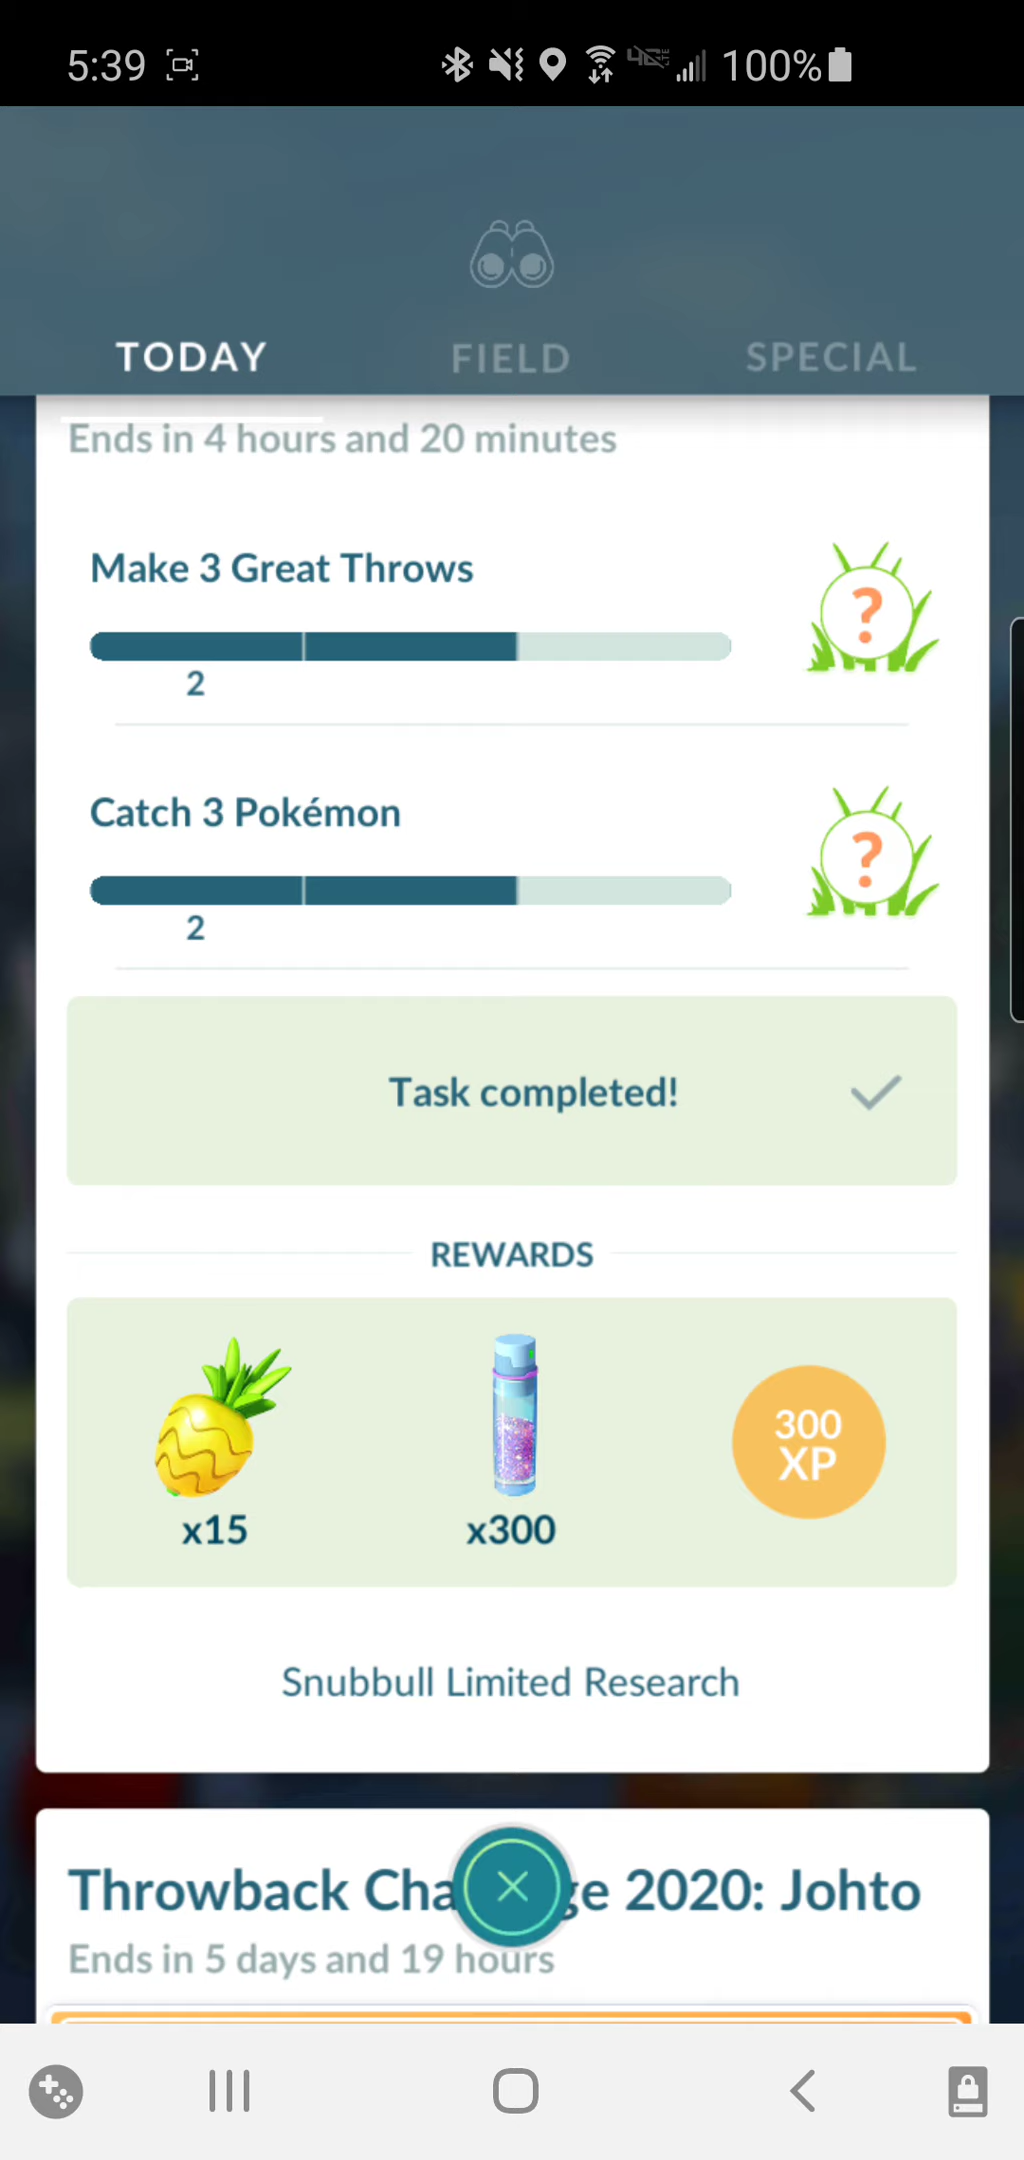 5:39 4G LTE 100%
TODAY FIELD SPECIAL
Ends in 4 hours and 20 minutes
Make 3 Great Throws
?
2
Catch 3 Pokémon
?
2
Task completed!
REWARDS
300
XP
x15 x300
Snubbull Limited Research
Throwback Cha ge 2020: Johto
Ends in 5 days and 19 hours